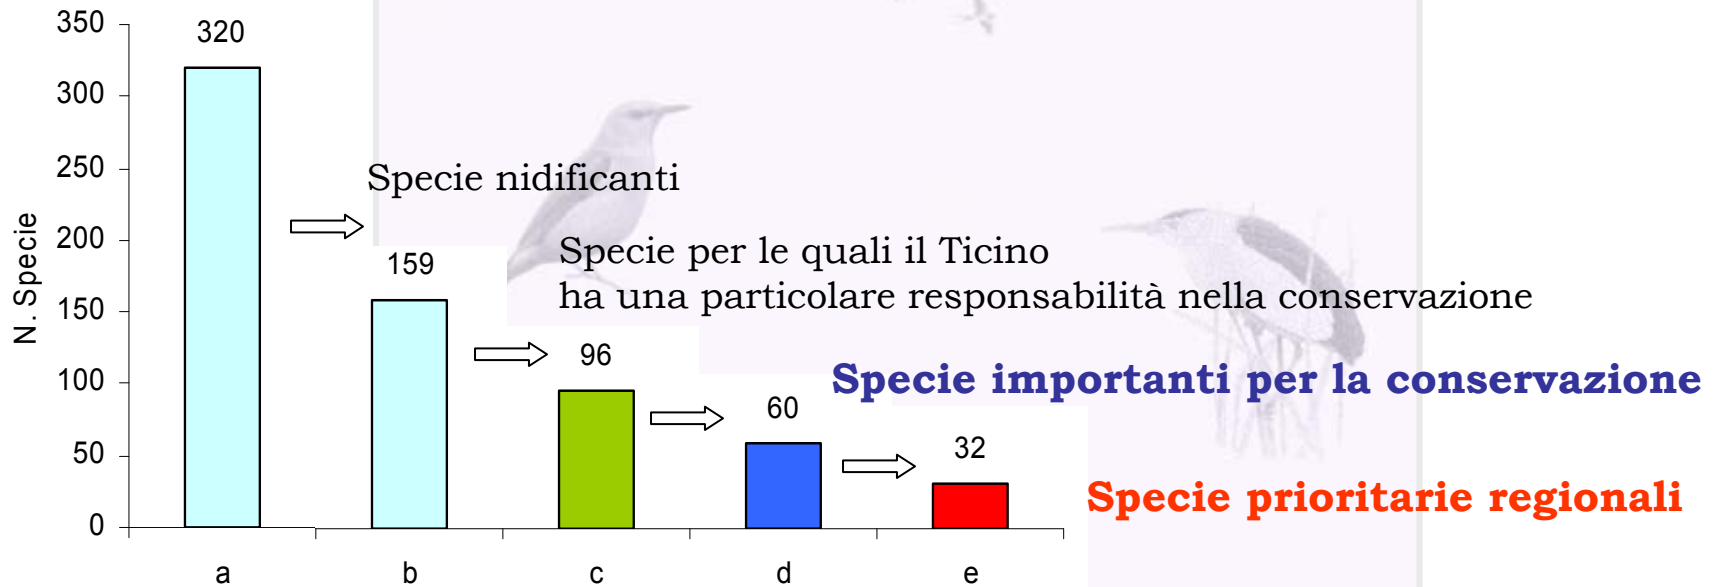 350
300
250
200
150
100
50
0
N. Specie
320
159
96
60
32
Specie nidificanti
Specie per le quali il Ticino
ha una particolare responsabilità nella conservazione
Specie importanti per la conservazione
Specie prioritarie regionali
a b c d e